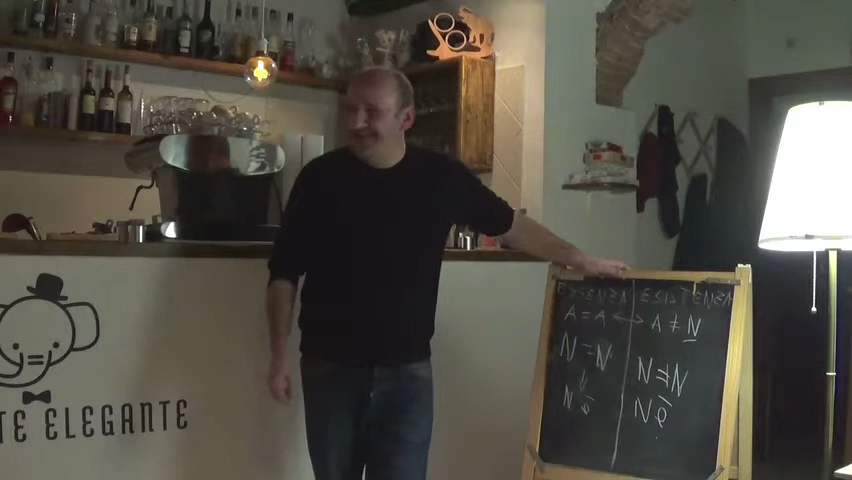 TE ELEGANTE
ESSENZA ESISTENZA
A = A ↔ A ≠ N
N = N
N ≠ N
N è
N è